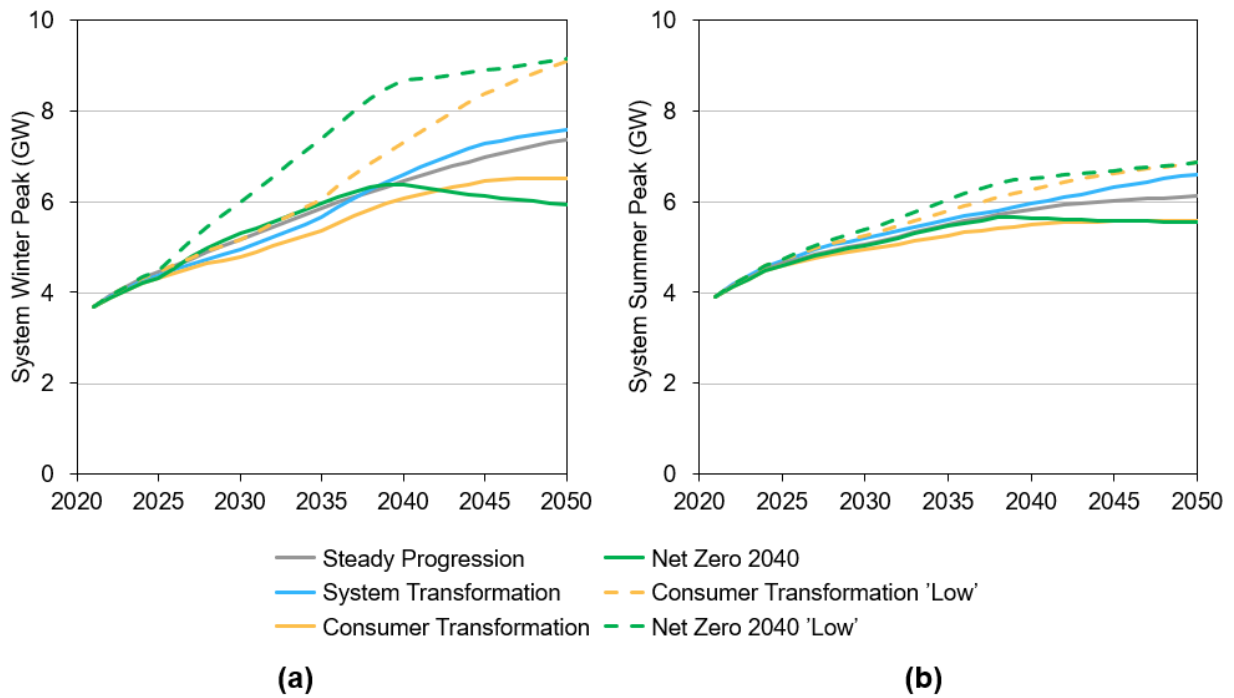 System Winter Peak (GW)
10
8
6
4
2
0
2020 2025 2030 2035 2040 2045 2050
System Summer Peak (GW)
10
8
6
4
2
0
2020 2025 2030 2035 2040 2045 2050
Steady Progression
Net Zero 2040
System Transformation
Consumer Transformation ’Low’
Consumer Transformation
Net Zero 2040 ’Low’
(a)
(b)